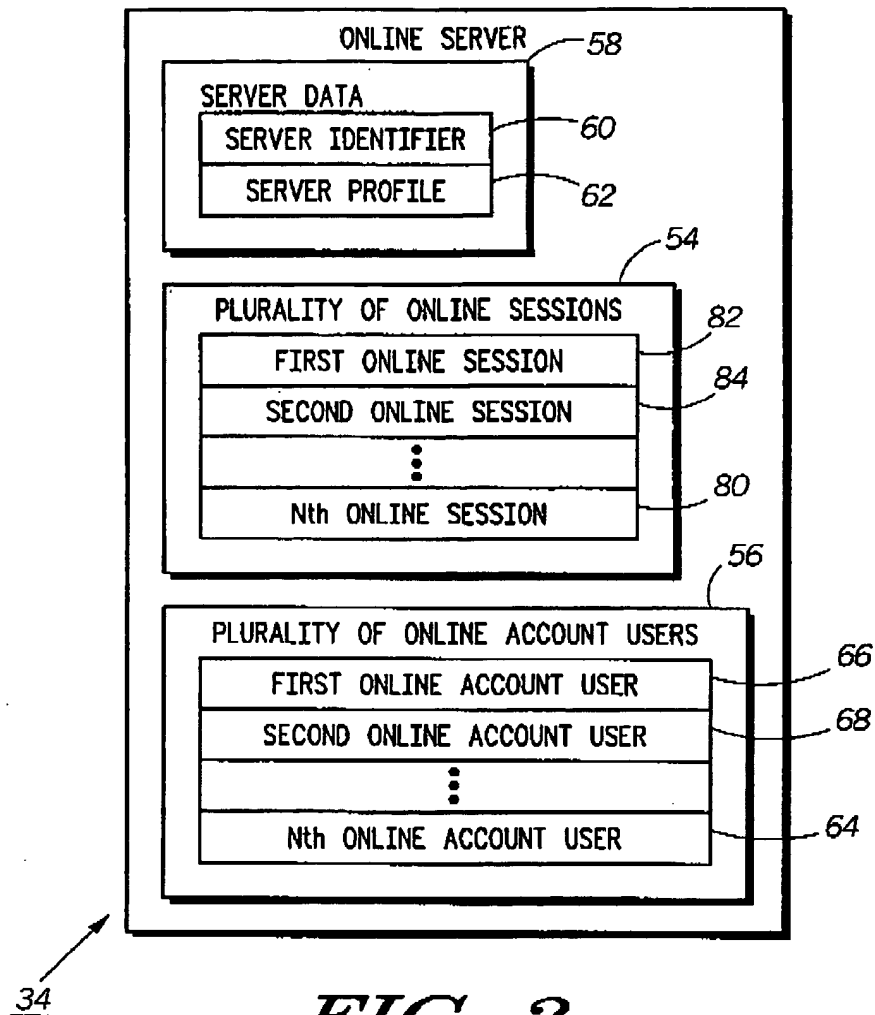 ONLINE SERVER
58
SERVER DATA
SERVER IDENTIFIER
60
SERVER PROFILE
62
54
PLURALITY OF ONLINE SESSIONS
82
FIRST ONLINE SESSION
84
SECOND ONLINE SESSION
80
Nth ONLINE SESSION
56
PLURALITY OF ONLINE ACCOUNT USERS
66
FIRST ONLINE ACCOUNT USER
68
SECOND ONLINE ACCOUNT USER
64
Nth ONLINE ACCOUNT USER
34